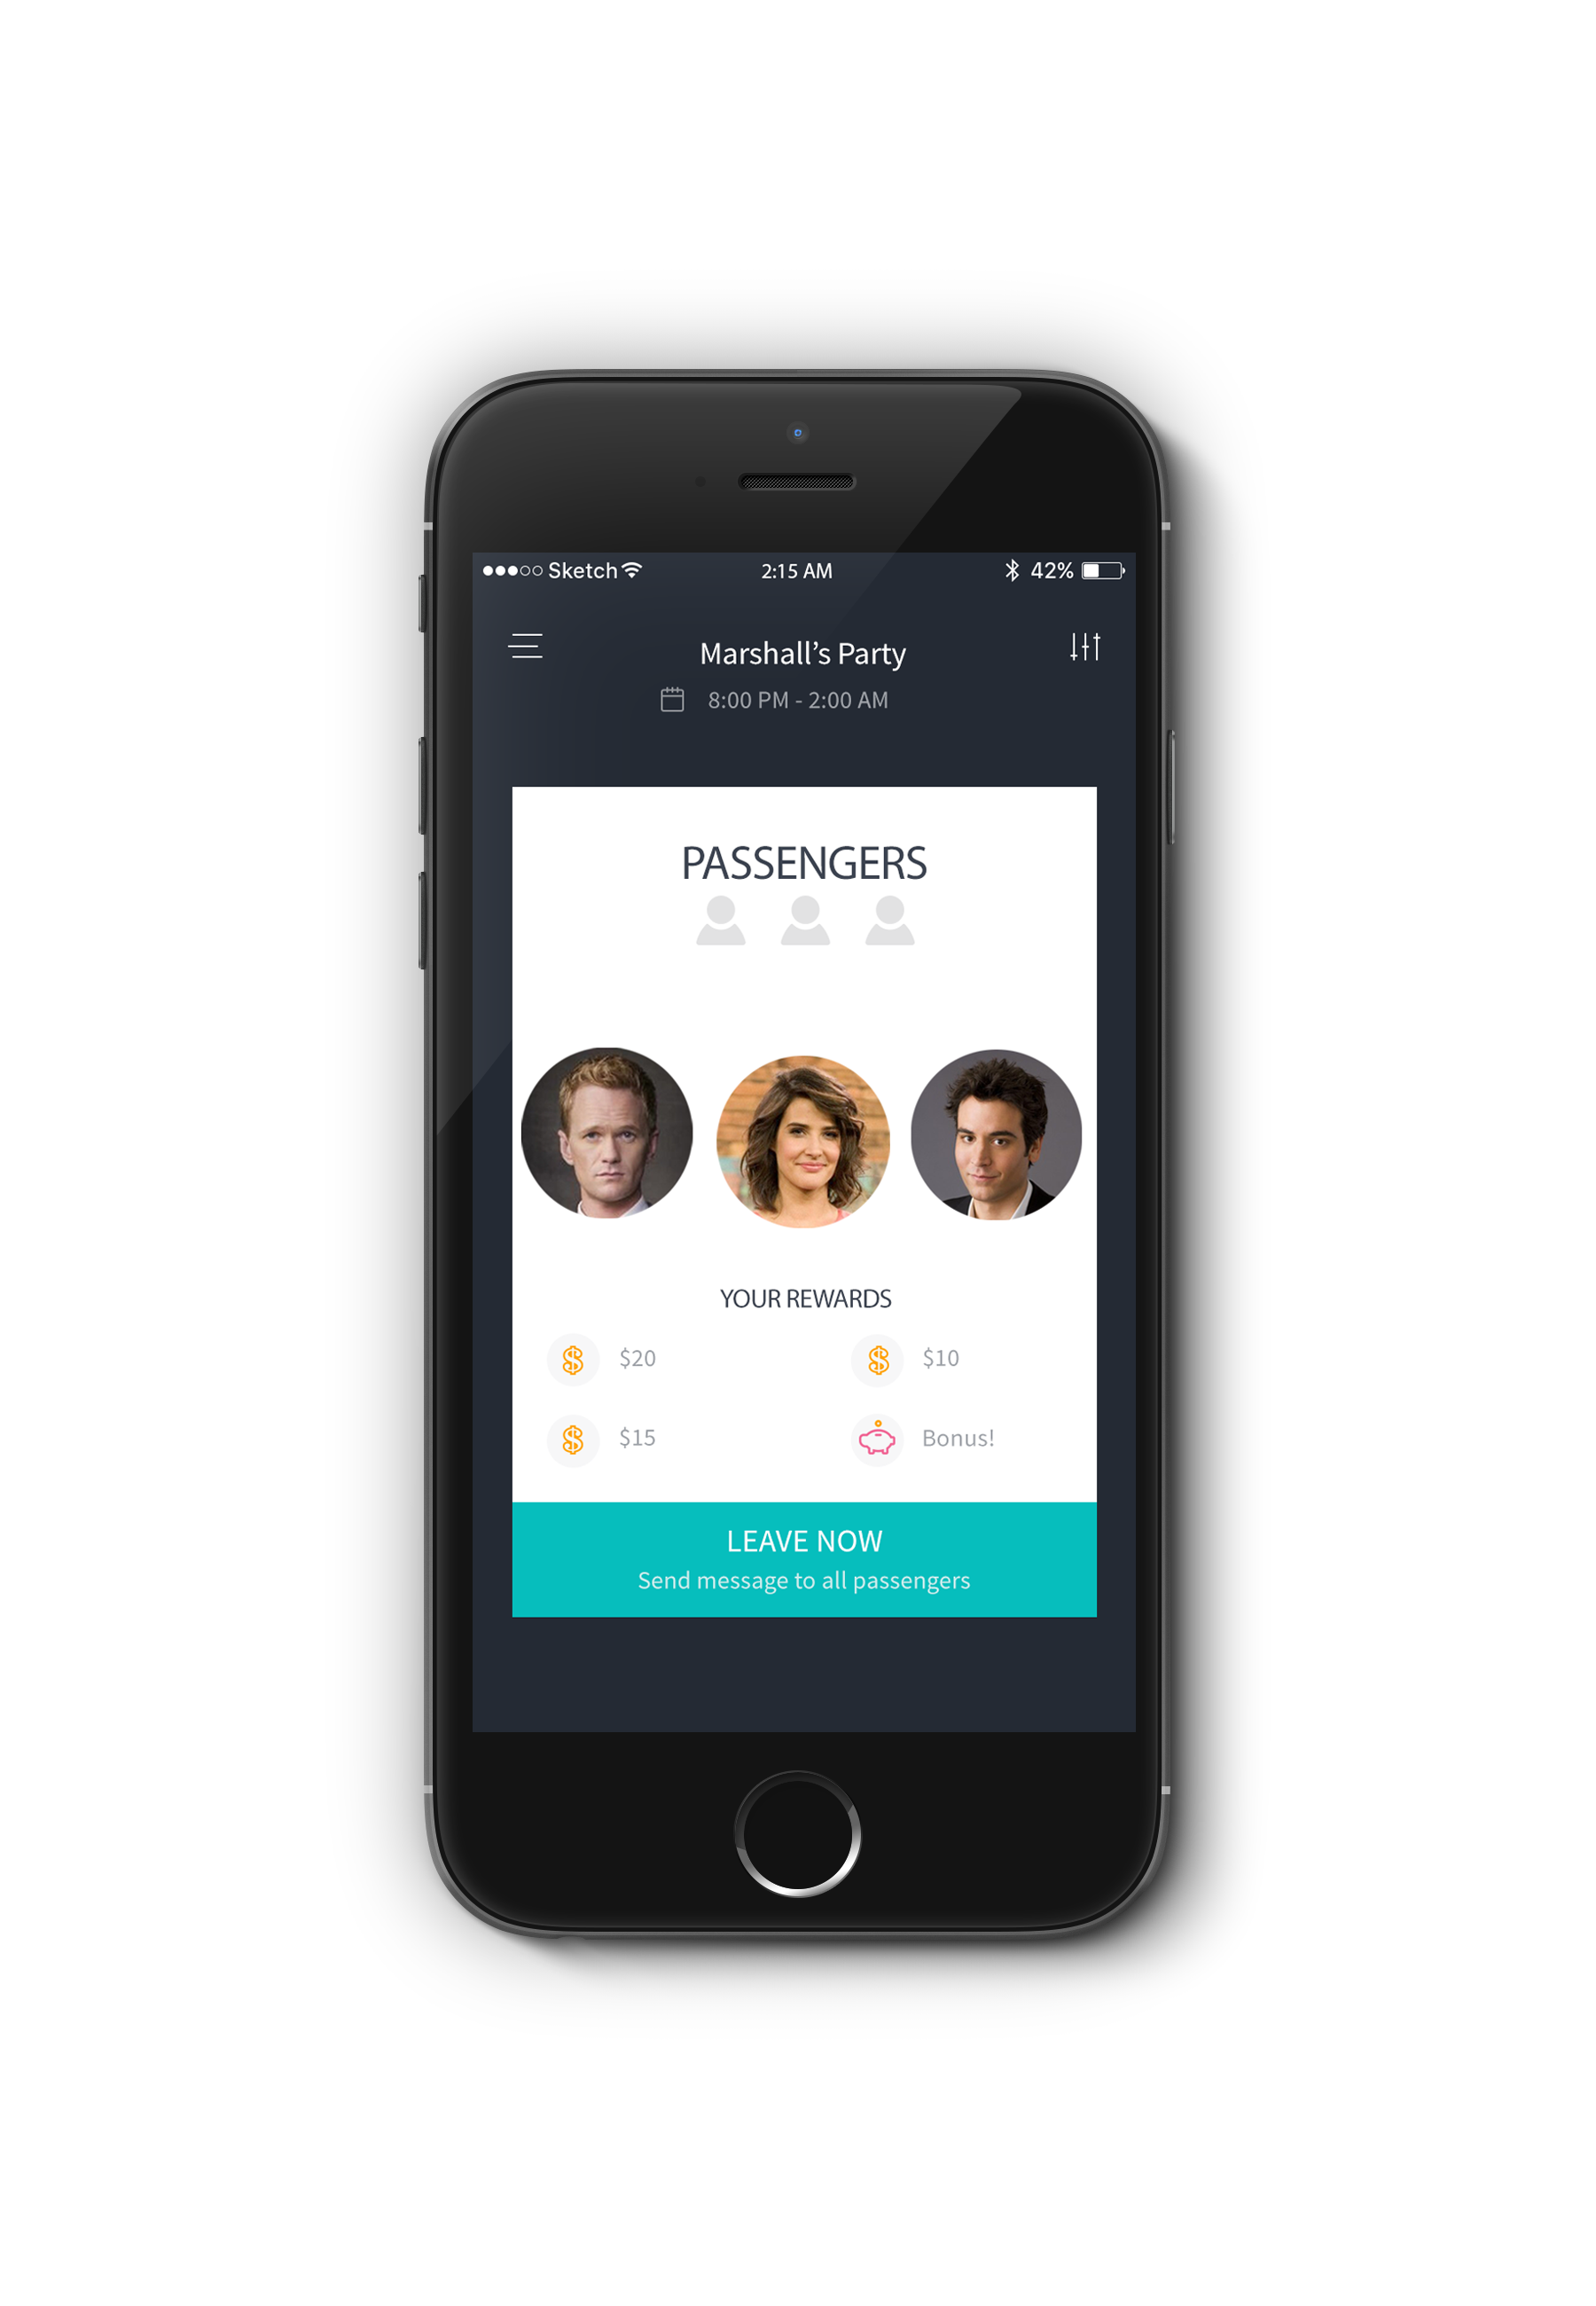 Sketch 2:15 AM 42%
Marshall’s Party
8:00 PM - 2:00 AM
PASSENGERS
YOUR REWARDS
$20 $10
$15 Bonus!
LEAVE NOW
Send message to all passengers